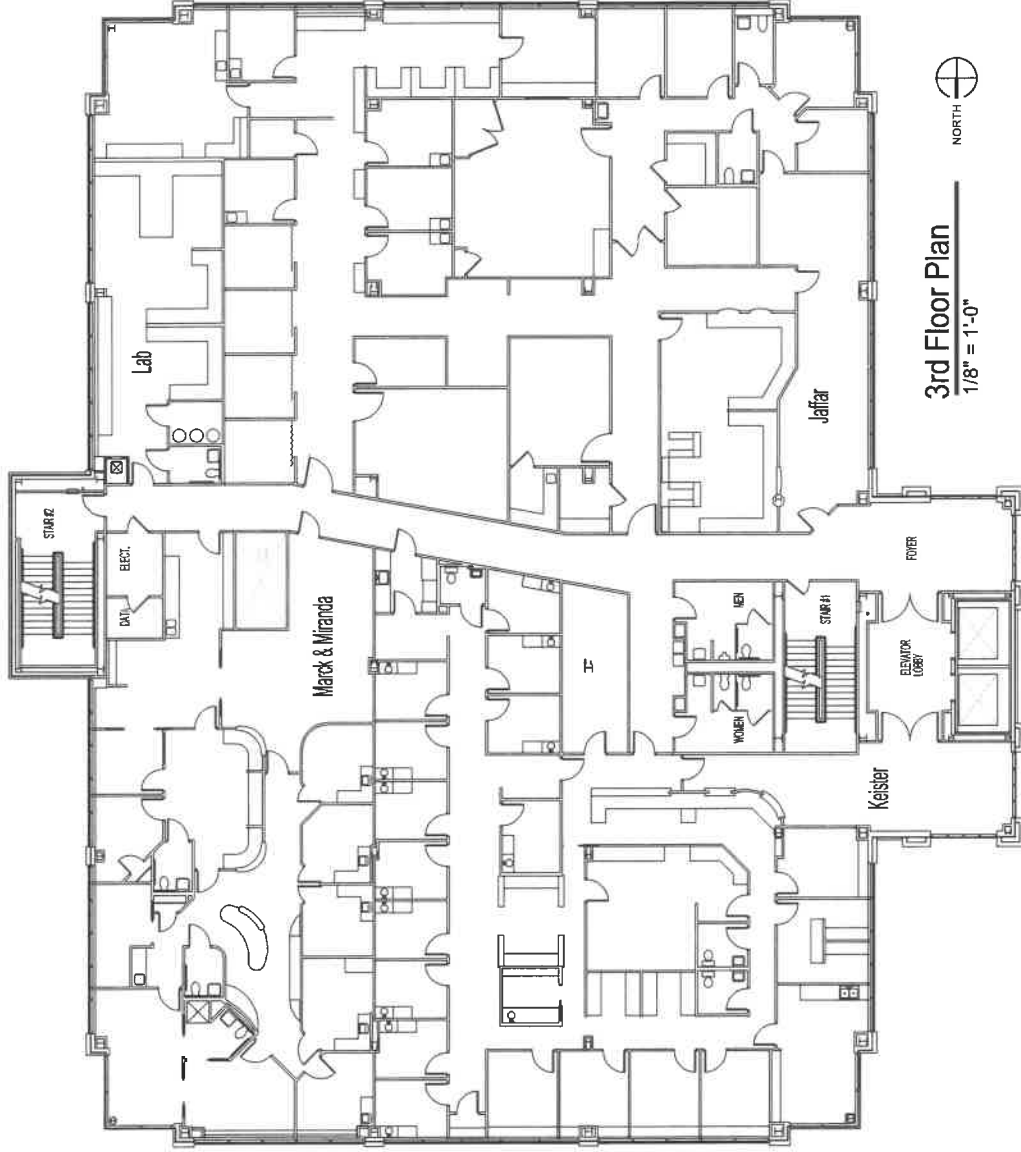 STAIR #2
ELECT.
DATA
Lab
Marck & Miranda
Jaffar
MEN
WOMEN
STAIR #1
FOYER
ELEVATOR
LOBBY
Keister
NORTH
3rd Floor Plan
1/8" = 1'-0"